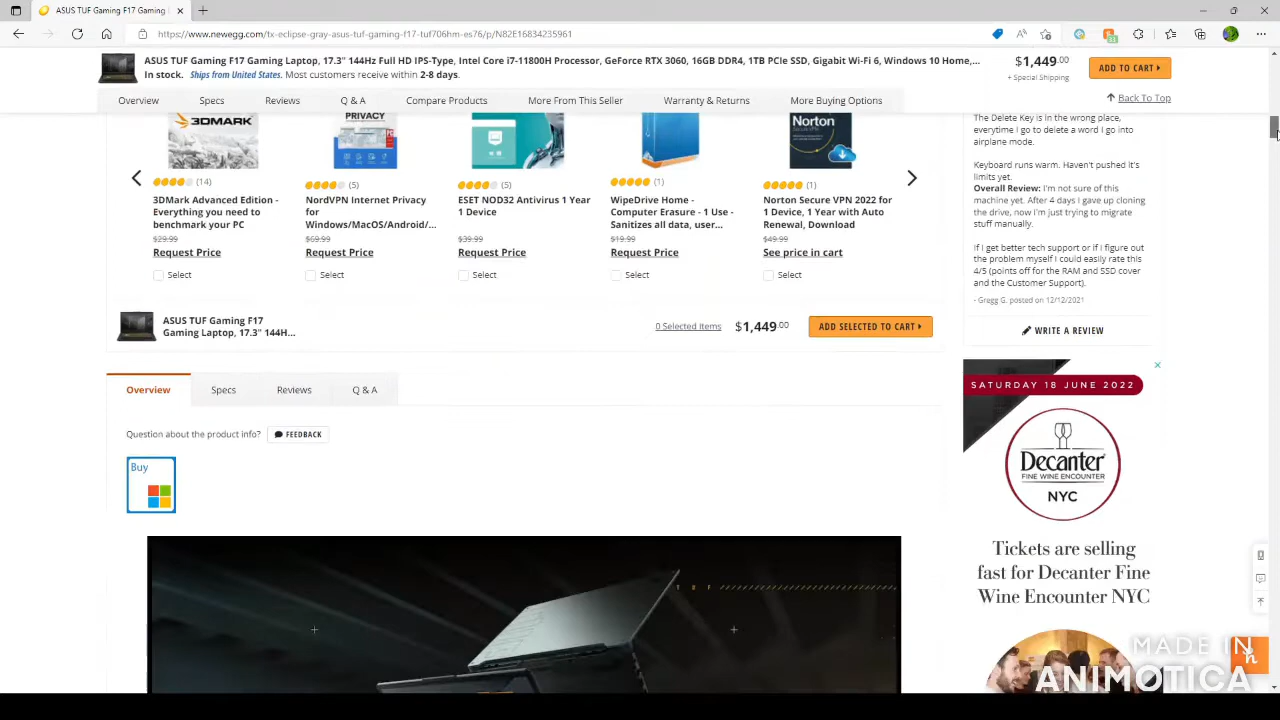 ASUS TUF Gaming F17 Gaming L
https://www.newegg.com/tx-eclipse-gray-asus-tuf-gaming-f17-tuf706hm-es76/p/N82E16834235961
ASUS TUF Gaming F17 Gaming Laptop, 17.3" 144Hz Full HD IPS-Type, Intel Core i7-11800H Processor, GeForce RTX 3060, 16GB DDR4, 1TB PCIe SSD, Gigabit Wi-Fi 6, Windows 10 Home,...
In stock. Ships from United States. Most customers receive within 2-8 days.
$1,449.00
+ Special Shipping
ADD TO CART
Overview Specs Reviews Q & A Compare Products More From This Seller Warranty & Returns More Buying Options
Back To Top
3DMARK
PRIVACY
Norton
(14)
(5)
(5)
(1)
(1)
3DMark Advanced Edition -
Everything you need to
benchmark your PC
$29.99
Request Price
Select
NordVPN Internet Privacy
for
Windows/MacOS/Android/...
$69.99
Request Price
Select
ESET NOD32 Antivirus 1 Year
1 Device
$39.99
Request Price
Select
WipeDrive Home -
Computer Erasure - 1 Use -
Sanitizes all data, user...
$19.99
Request Price
Select
Norton Secure VPN 2022 for
1 Device, 1 Year with Auto
Renewal, Download
$49.99
See price in cart
Select
ASUS TUF Gaming F17
Gaming Laptop, 17.3" 144H...
0 Selected Items
$1,449.00
ADD SELECTED TO CART
Overview Specs Reviews Q & A
Question about the product info?
FEEDBACK
Buy
T U F
The Delete Key is in the wrong place,
everytime I go to delete a word I go into
airplane mode.
Keyboard runs warm. Haven't pushed it's
limits yet.
Overall Review: I'm not sure of this
machine yet. After 4 days I gave up cloning
the drive, now I'm just trying to migrate
stuff manually.
If I get better tech support or if I figure out
the problem myself I could easily rate this
4/5 (points off for the RAM and SSD cover
and the Customer Support).
- Gregg G. posted on 12/12/2021
WRITE A REVIEW
SATURDAY 18 JUNE 2022
Decanter
FINE WINE ENCOUNTER
NYC
Tickets are selling
fast for Decanter Fine
Wine Encounter NYC
MADE IN
ANIMOTICA